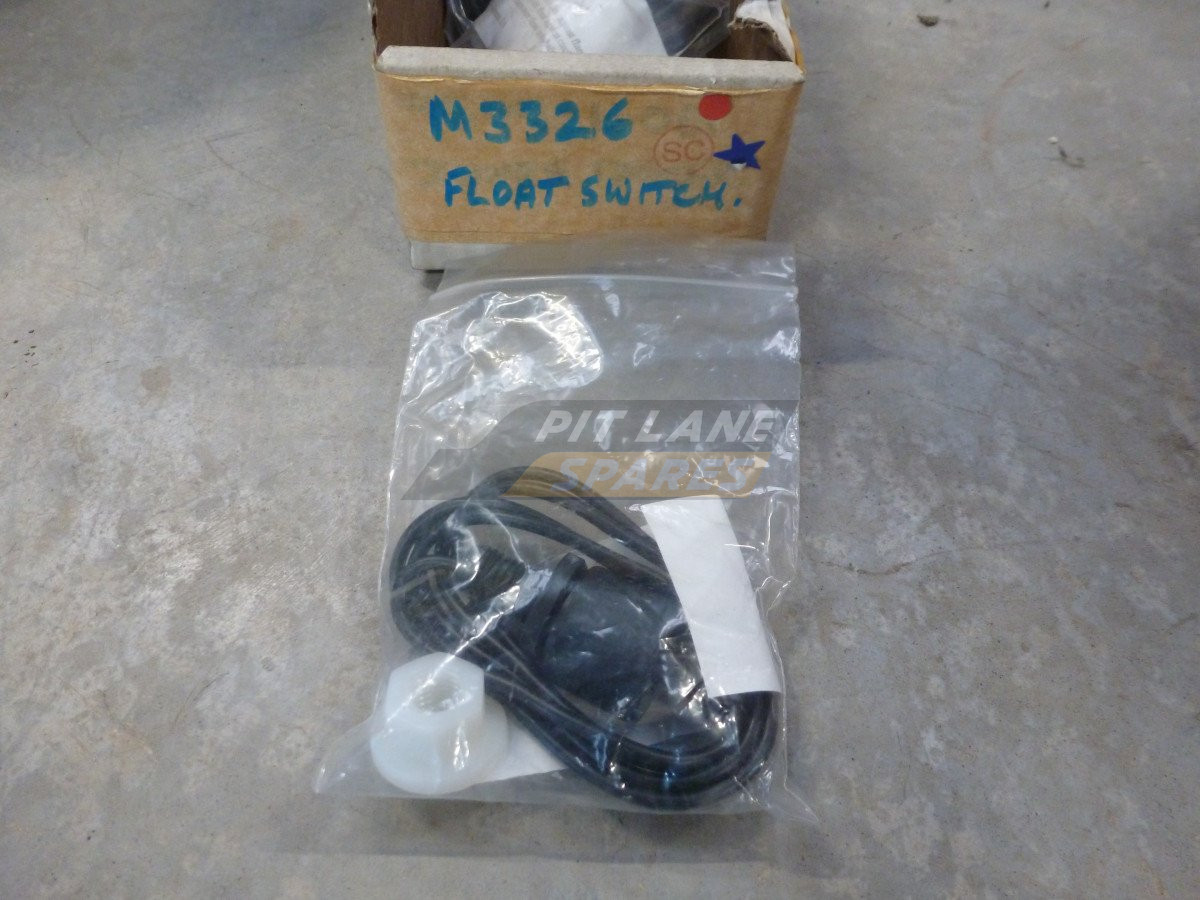 M3326
SC
FLOAT SWITCH.
PIT LANE
SPARES